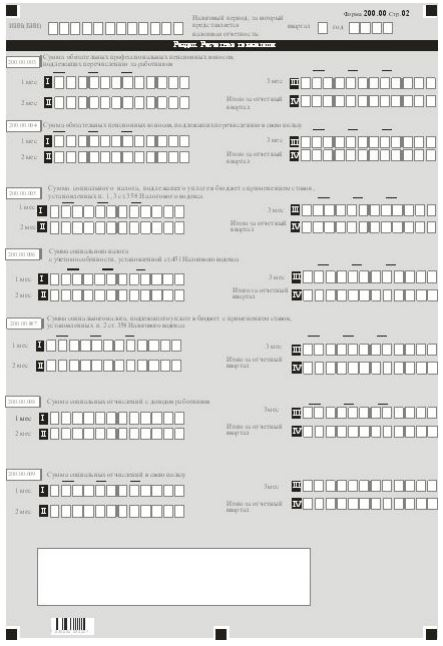 Форма 200.00 Стр.02
ИИН(БИН)
Налоговый период, за который
представляется
налоговая отчетность:
квартал
год
Раздел
200.00.003
Сумма обязательных профессиональных пенсионных взносов,
подлежащих перечислению за работников
1 мес I
3 мес III
2 мес II
Итого за отчетный
квартал IV
200.00.004
Сумма обязательных пенсионных взносов, подлежащих перечислению в свою пользу
1 мес I
3 мес III
2 мес II
Итого за отчетный
квартал IV
200.00.005
Сумма социального налога, подлежащего уплате в бюджет с применением ставок,
установленных п. 1, 3 ст.358 Налогового кодекса
1 мес I
3 мес III
2 мес II
Итого за отчетный
квартал IV
200.00.006
Сумма социального налога
с учетом особенности, установленной ст.451 Налогового кодекса
1 мес I
3 мес III
2 мес II
Итого за отчетный
квартал IV
200.00.007
Сумма социального налога, подлежащего уплате в бюджет с применением ставок,
установленных п. 2 ст. 358 Налогового кодекса
1 мес I
3 мес III
2 мес II
Итого за отчетный
квартал IV
200.00.008
Сумма социальных отчислений с доходов работников
1 мес I
3 мес III
2 мес II
Итого за отчетный
квартал IV
200.00.009
Сумма социальных отчислений в свою пользу
1 мес I
3 мес III
2 мес II
Итого за отчетный
квартал IV